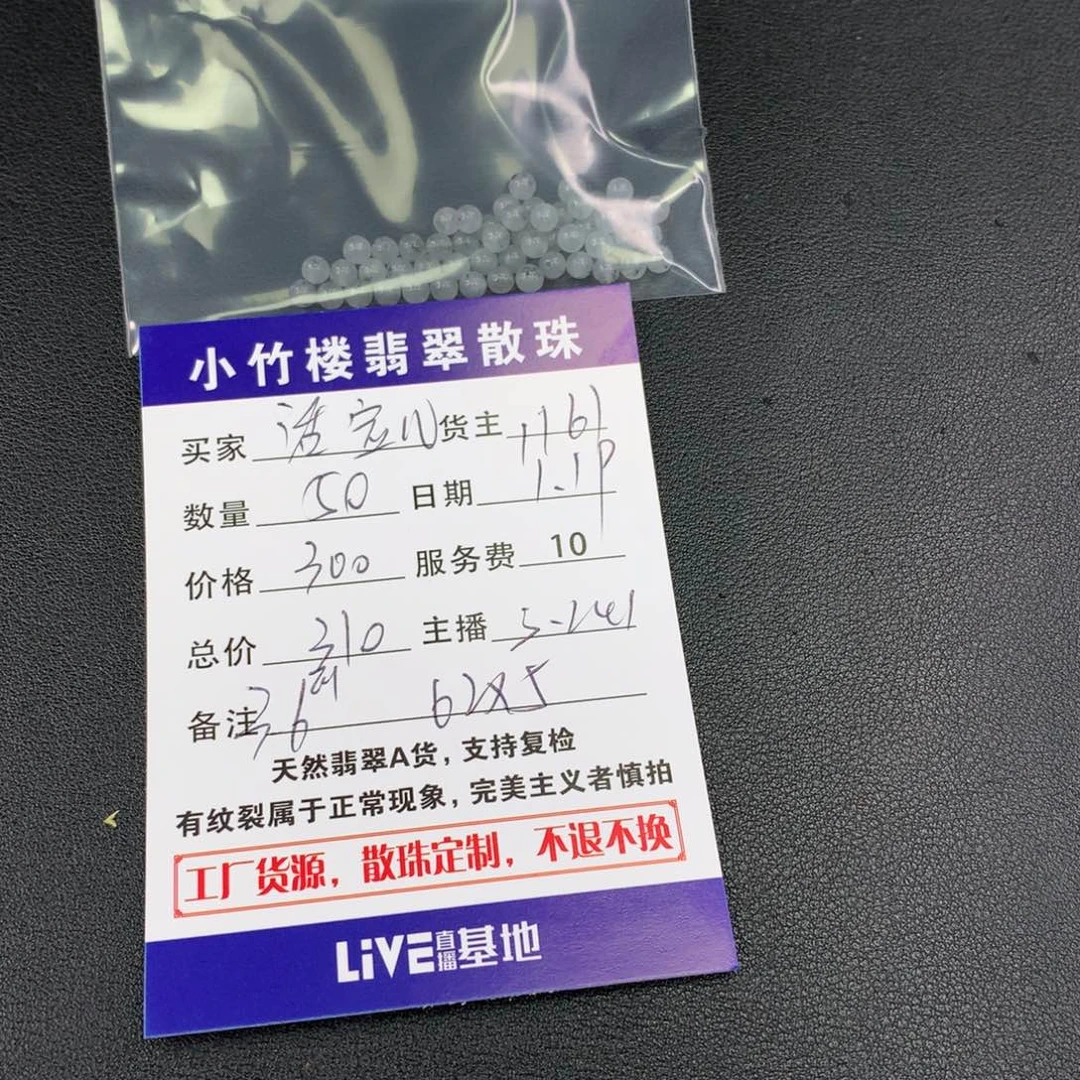 小竹楼翡翠散珠
买家 货主
数量 50 日期
价格 300 服务费 10
总价 310 主播
备注 62x5
天然翡翠A货，支持复检
有纹裂属于正常现象，完美主义者慎拍
工厂货源，散珠定制，不退不换
LiVE直播基地